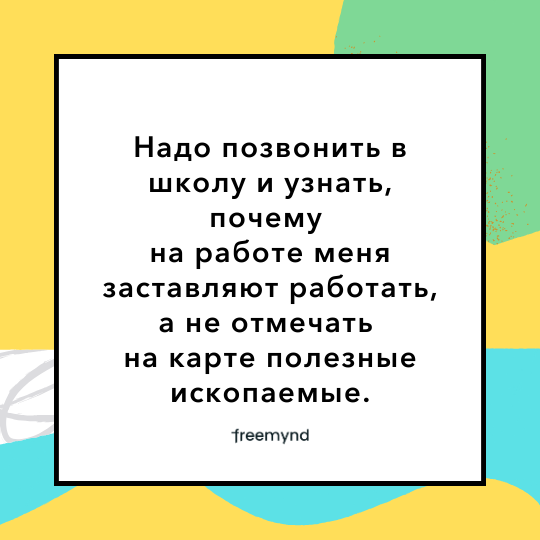 Надо позвонить в
школу и узнать,
почему
на работе меня
заставляют работать,
а не отмечать
на карте полезные
ископаемые.
freemynd